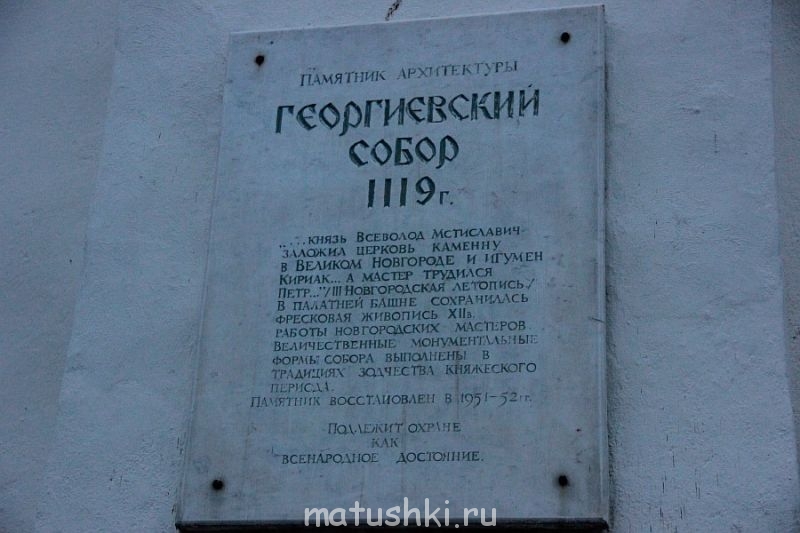 ПАМЯТНИК АРХИТЕКТУРЫ
ГЕОРГИЕВСКИЙ
СОБОР
1119 г.
„...КНЯЗЬ ВСЕВОЛОД МСТИСЛАВИЧ-
ЗАЛОЖИЛ ЦЕРКОВЬ КАМЕННУ
В ВЕЛИКОМ НОВГОРОДЕ И ИГУМЕН
КИРИАК... А МАСТЕР ТРУДИЛСЯ
ПЕТР..."/III НОВГОРОДСКАЯ ЛЕТОПИСЬ./
В ПАЛАТНЕЙ БАШНЕ СОХРАНИЛАСЬ
ФРЕСКОВАЯ ЖИВОПИСЬ XII в.
РАБОТЫ НОВГОРОДСКИХ МАСТЕРОВ.
ВЕЛИЧЕСТВЕННЫЕ МОНУМЕНТАЛЬНЫЕ
ФОРМЫ СОБОРА ВЫПОЛНЕНЫ В
ТРАДИЦИЯХ ЗОДЧЕСТВА КНЯЖЕСКОГО
ПЕРИОДА.
ПАМЯТНИК ВОССТАНОВЛЕН В 1951-52 гг.
ПОДЛЕЖИТ ОХРАНЕ
КАК
ВСЕНАРОДНОЕ ДОСТОЯНИЕ.
matushki.ru